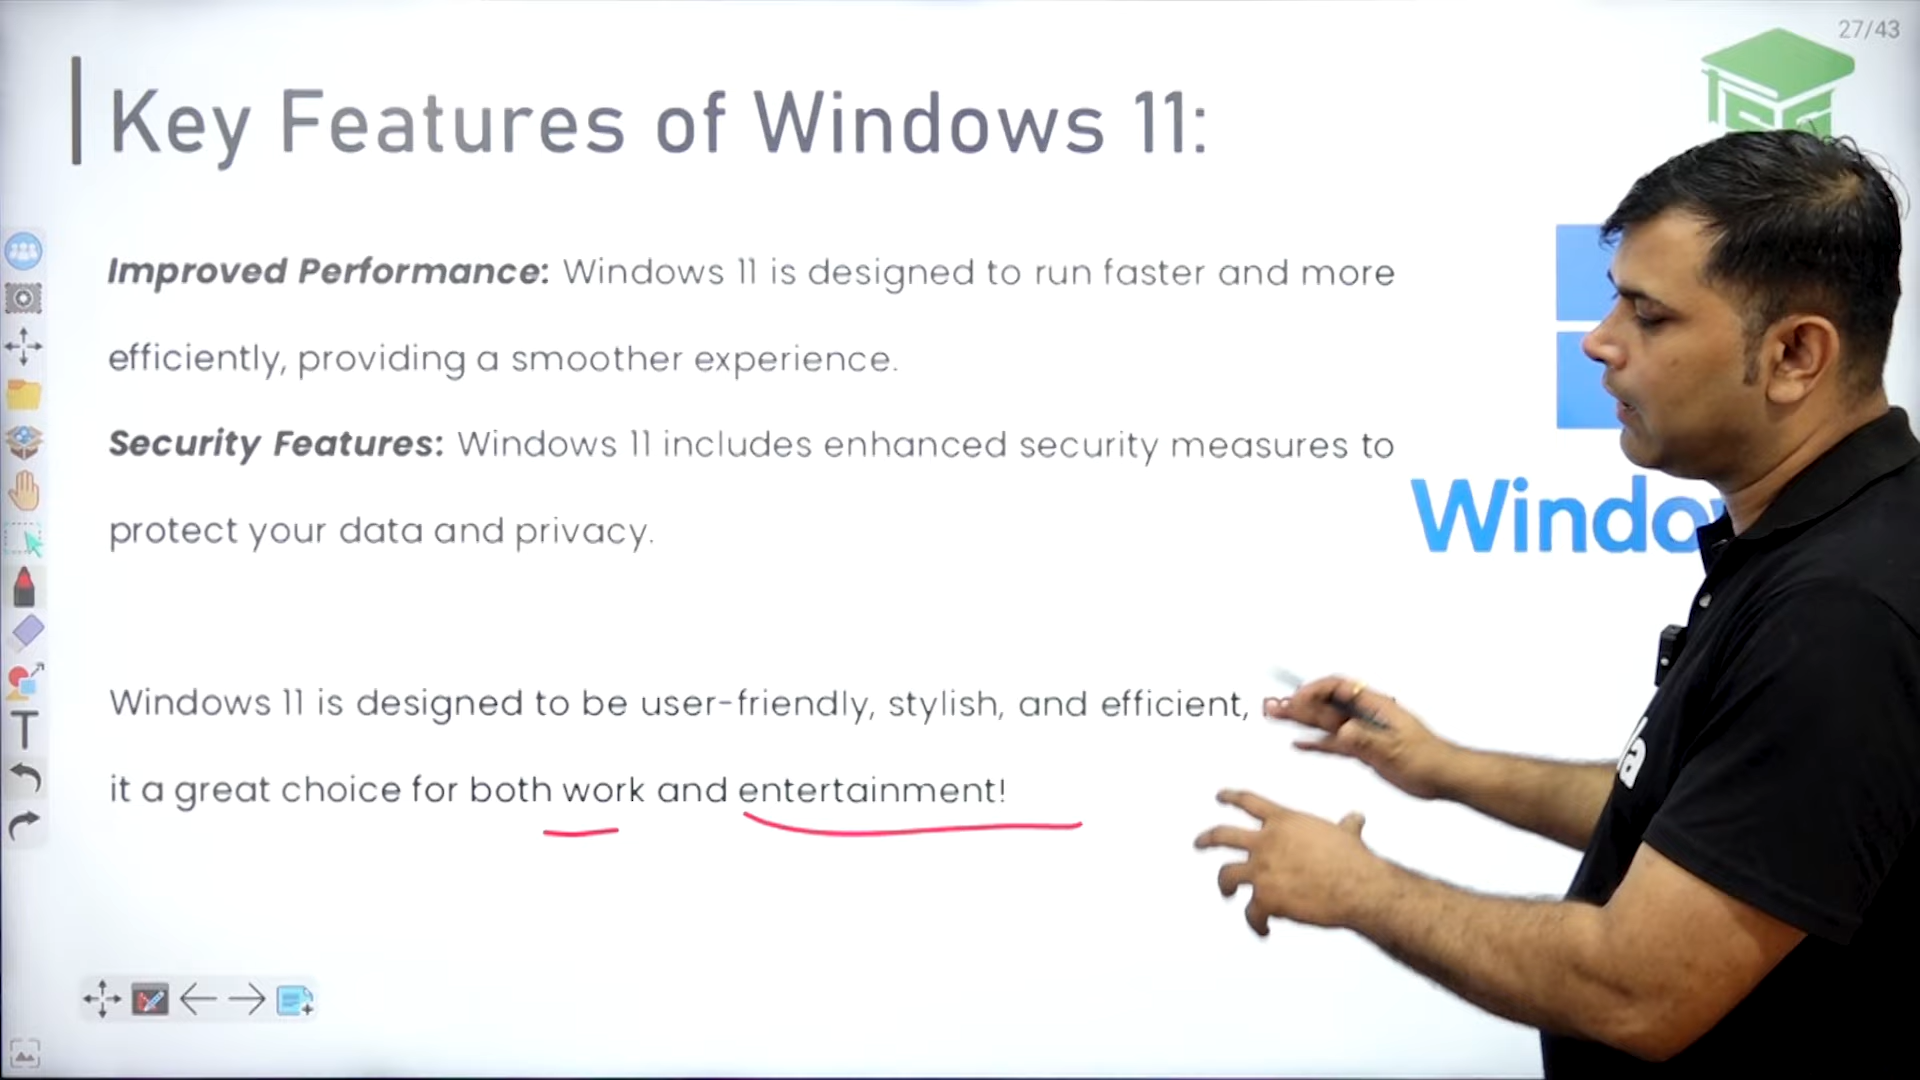 27/43
Key Features of Windows 11:
Improved Performance: Windows 11 is designed to run faster and more
efficiently, providing a smoother experience.
Security Features: Windows 11 includes enhanced security measures to
protect your data and privacy.
Windows 11 is designed to be user-friendly, stylish, and efficient,
it a great choice for both work and entertainment!